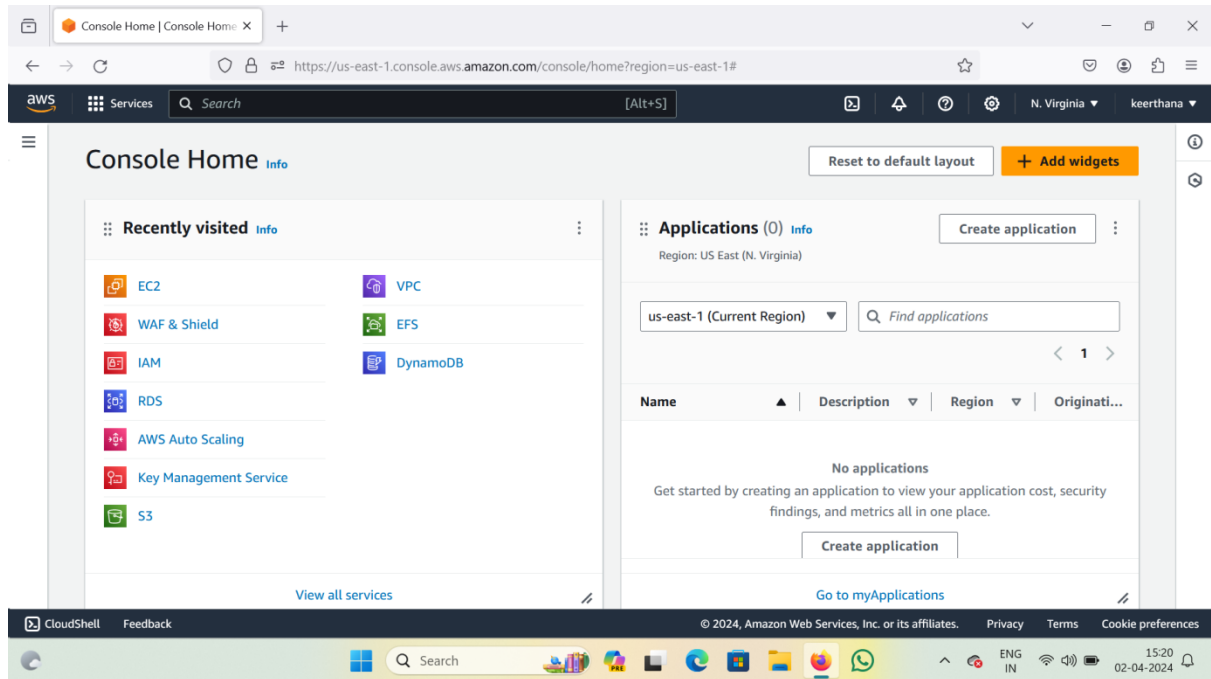 Console Home | Console Home
https://us-east-1.console.aws.amazon.com/console/home?region=us-east-1#
aws Services Search [Alt+S] N. Virginia keerthana
Console Home Info Reset to default layout + Add widgets
Recently visited Info
EC2
WAF & Shield
IAM
RDS
AWS Auto Scaling
Key Management Service
S3
VPC
EFS
DynamoDB
View all services
Applications (0) Info Create application
Region: US East (N. Virginia)
us-east-1 (Current Region) Find applications
1
Name Description Region Originati...
No applications
Get started by creating an application to view your application cost, security
findings, and metrics all in one place.
Create application
Go to myApplications
CloudShell Feedback © 2024, Amazon Web Services, Inc. or its affiliates. Privacy Terms Cookie preferences
Search PRE ENG 15:20
IN 02-04-2024